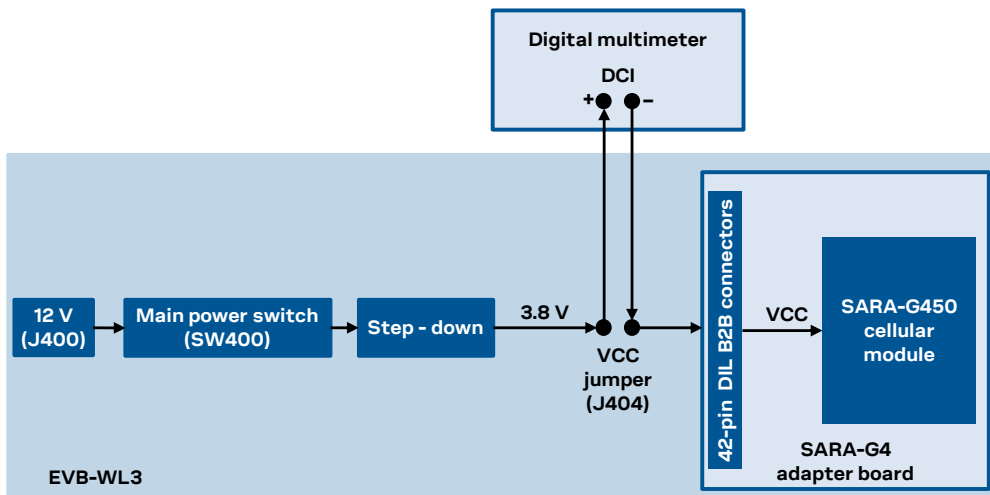 Digital multimeter
DCI
+ –
12 V
(J400)
Main power switch
(SW400)
Step - down
3.8 V
VCC
jumper
(J404)
42-pin DIL B2B connectors
VCC
SARA-G450
cellular
module
SARA-G4
adapter board
EVB-WL3